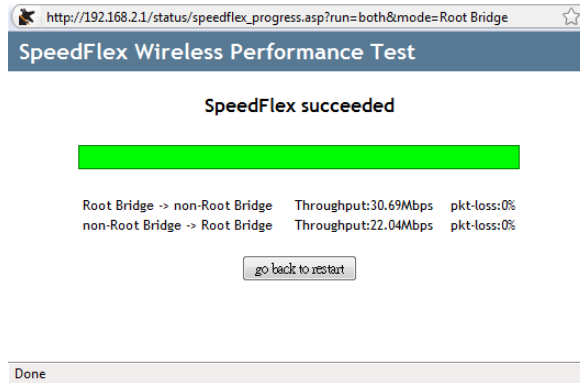 http://192.168.2.1/status/speedflex_progress.asp?run=both&mode=Root Bridge
SpeedFlex Wireless Performance Test
SpeedFlex succeeded
Root Bridge -> non-Root Bridge Throughput:30.69Mbps pkt-loss:0%
non-Root Bridge -> Root Bridge Throughput:22.04Mbps pkt-loss:0%
go back to restart
Done